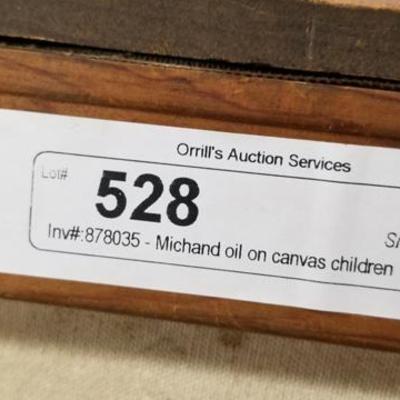 Orrill's Auction Services
Lot#
528
Inv#:878035 - Michand oil on canvas children